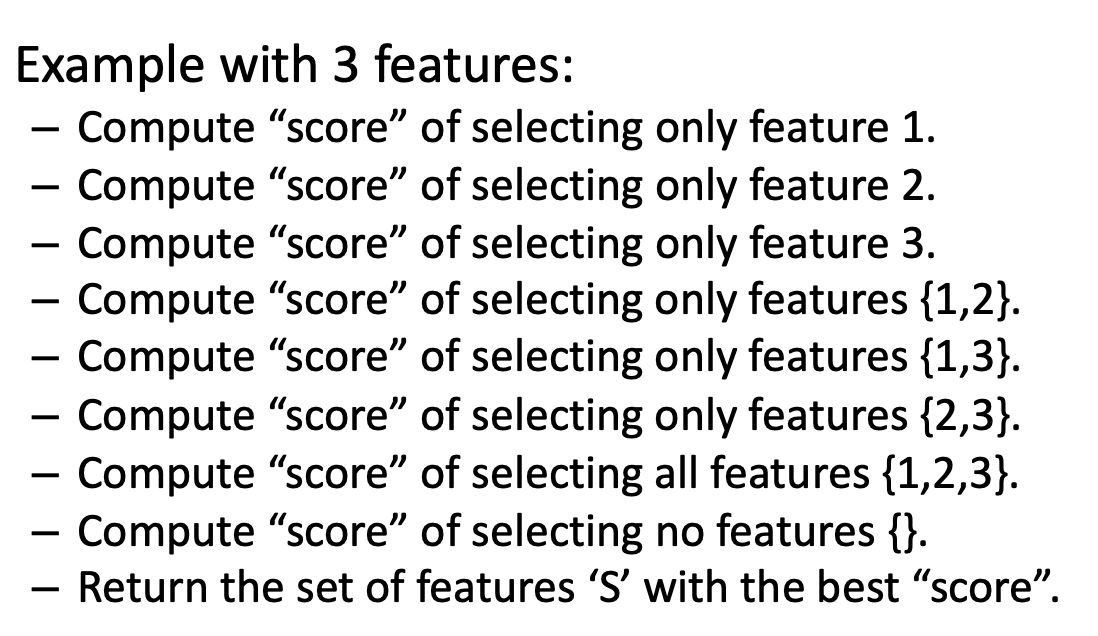 Example with 3 features:
– Compute “score” of selecting only feature 1.
– Compute “score” of selecting only feature 2.
– Compute “score” of selecting only feature 3.
– Compute “score” of selecting only features {1,2}.
– Compute “score” of selecting only features {1,3}.
– Compute “score” of selecting only features {2,3}.
– Compute “score” of selecting all features {1,2,3}.
– Compute “score” of selecting no features {}.
– Return the set of features ‘S’ with the best “score”.